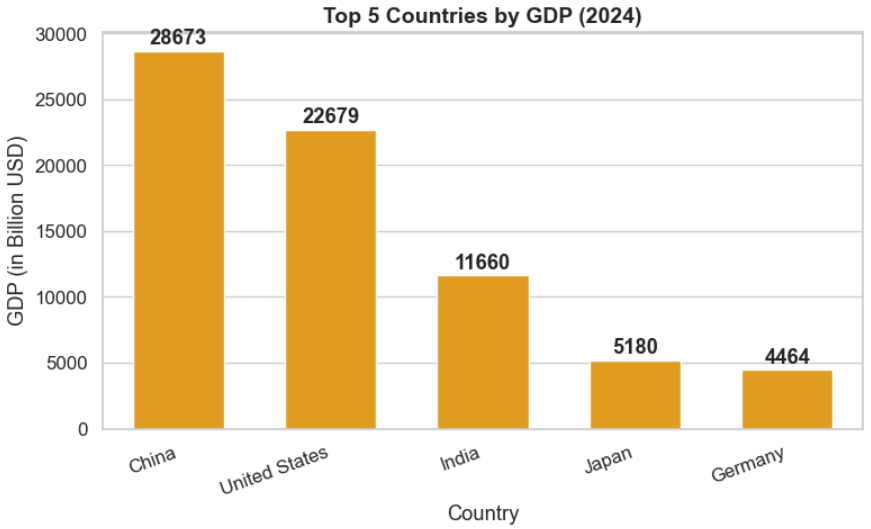 Top 5 Countries by GDP (2024)
GDP (in Billion USD)
30000
25000
20000
15000
10000
5000
0
28673
22679
11660
5180
4464
China
United States
India
Japan
Germany
Country